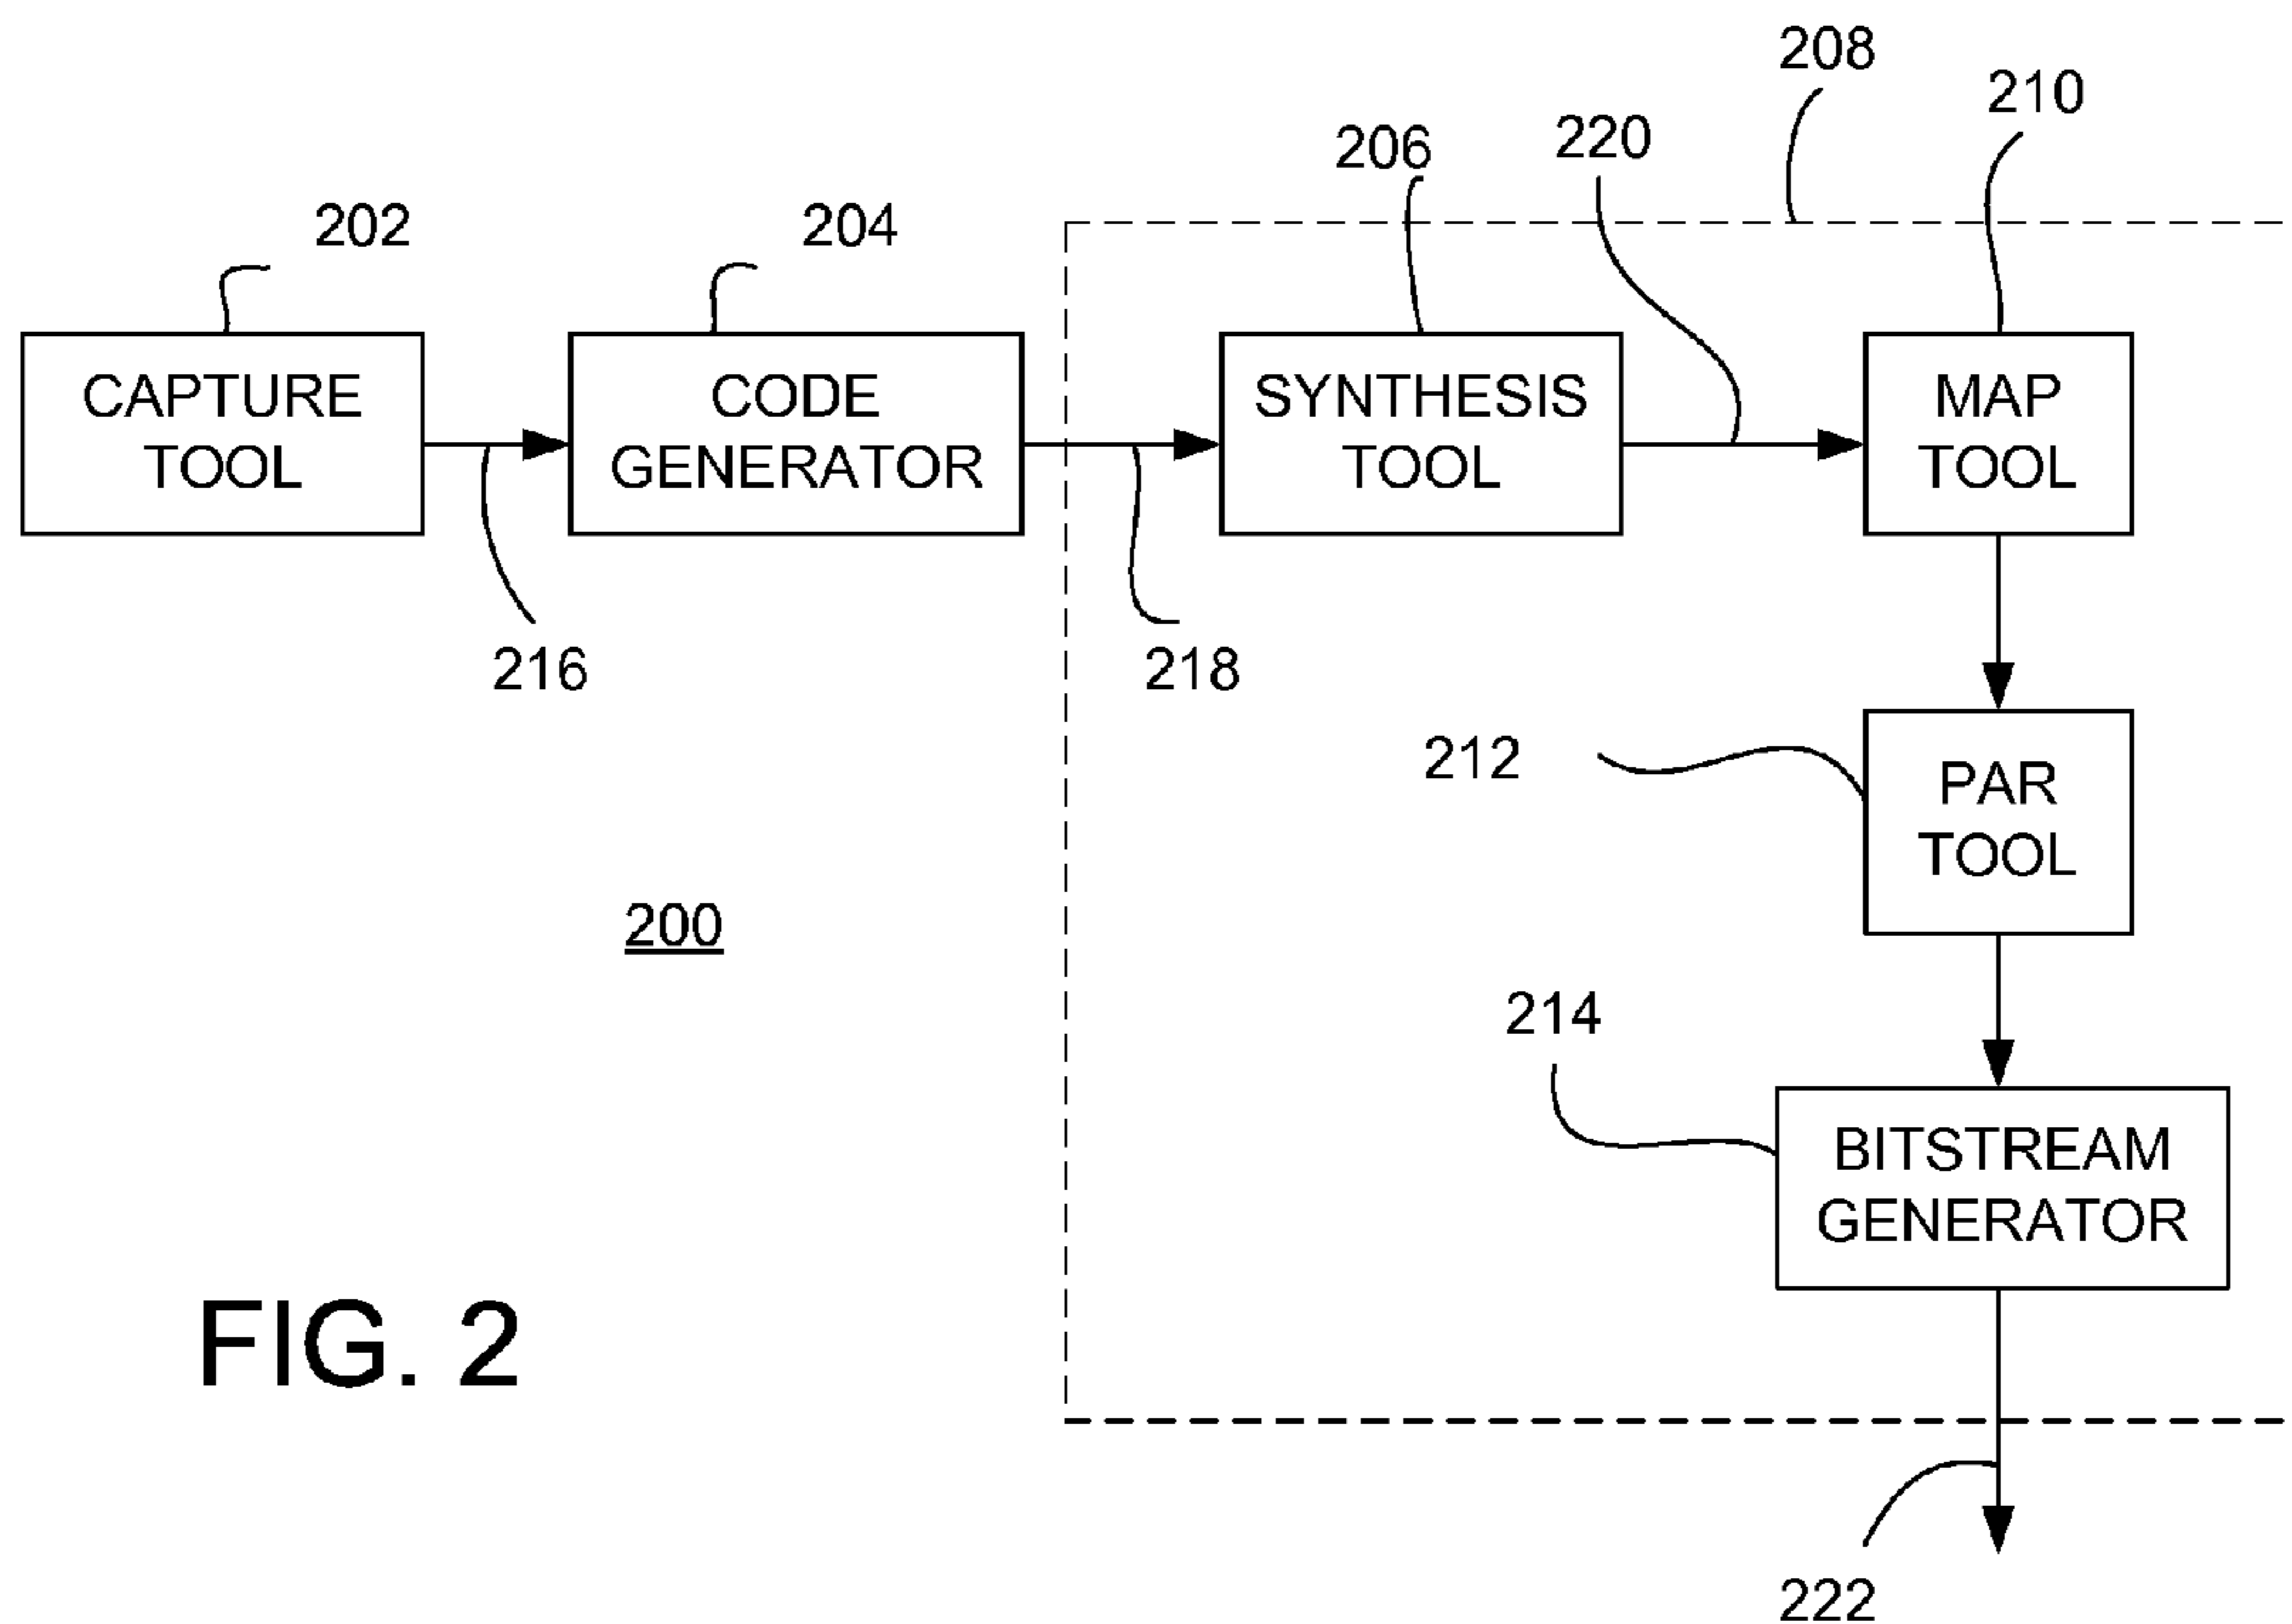 208
210
220
206
202
204
CAPTURE
TOOL
CODE
GENERATOR
SYNTHESIS
TOOL
MAP
TOOL
216
218
212
PAR
TOOL
200
214
BITSTREAM
GENERATOR
FIG. 2
222